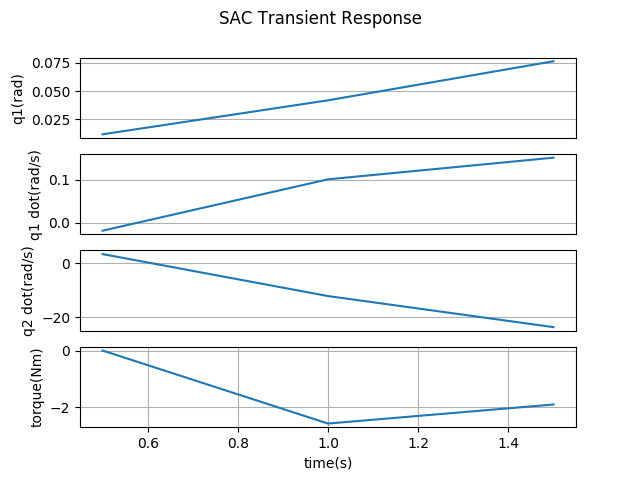 SAC Transient Response
0.075
0.050
0.025
q1(rad)
0.1
0.0
q1 dot(rad/s)
0
−20
q2 dot(rad/s)
0
−2
torque(Nm)
0.6 0.8 1.0 1.2 1.4
time(s)